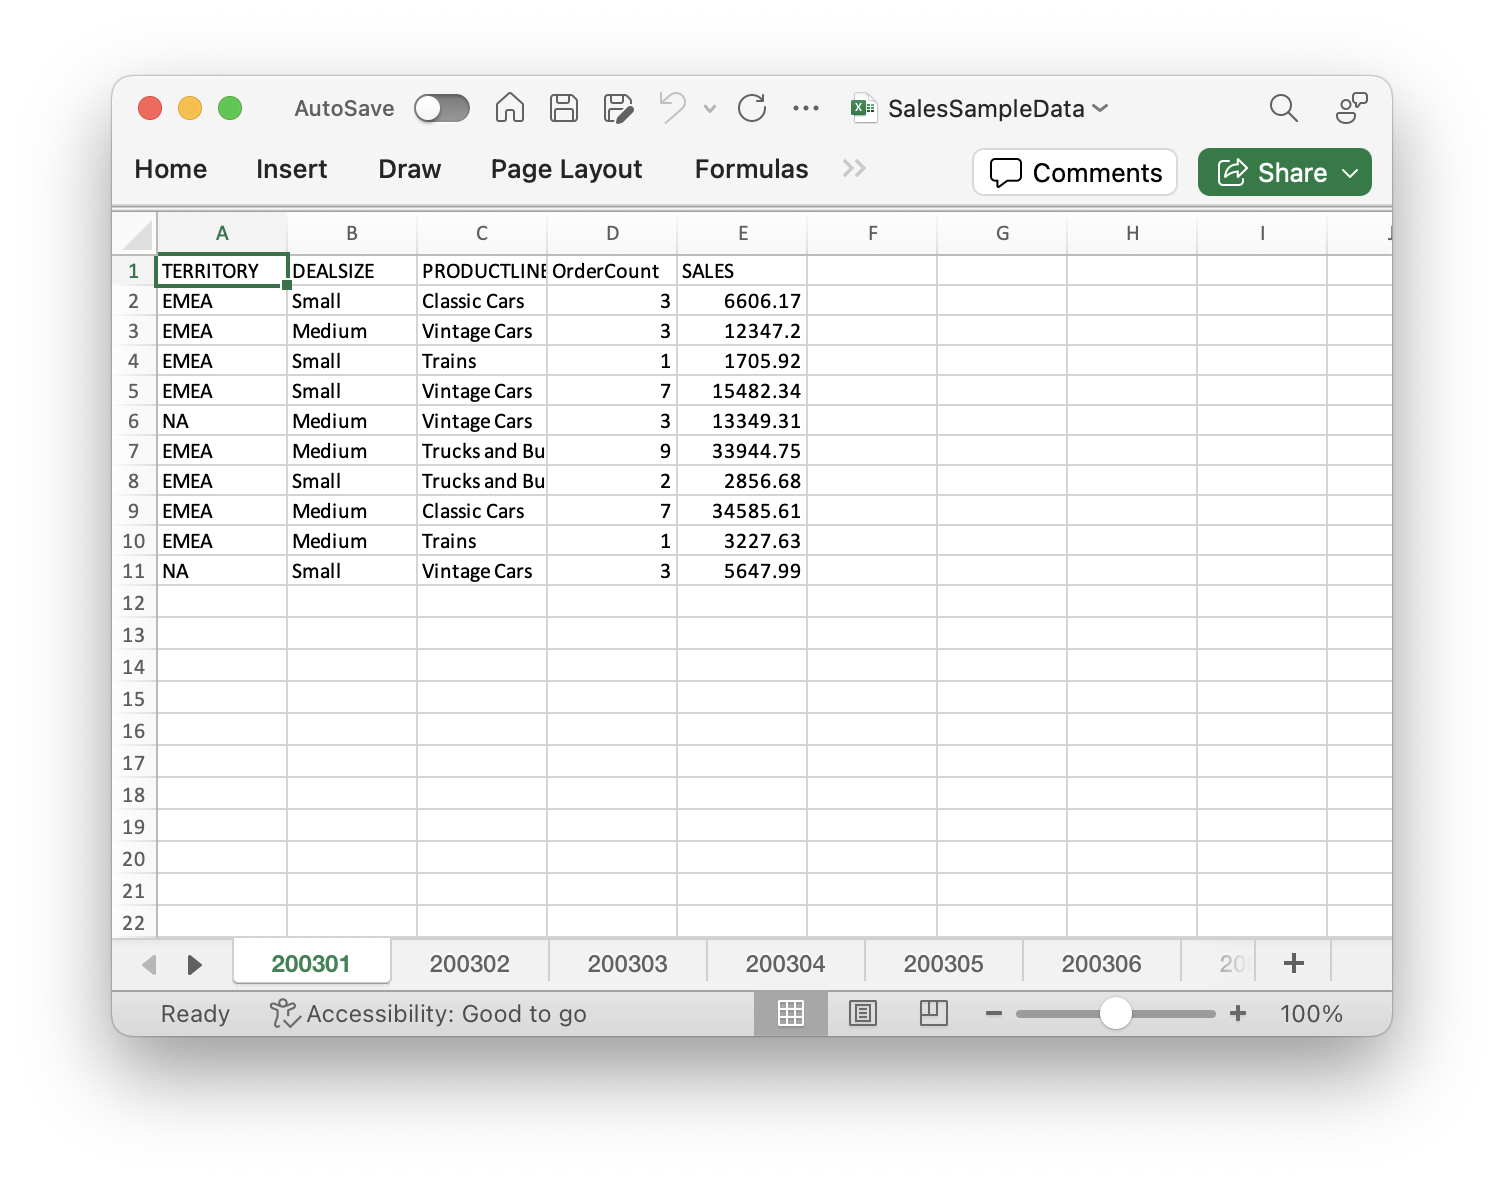 AutoSave SalesSampleData
Home Insert Draw Page Layout Formulas Comments Share
A B C D E F G H I
1 TERRITORY DEALSIZE PRODUCTLINE OrderCount SALES
2 EMEA Small Classic Cars 3 6606.17
3 EMEA Medium Vintage Cars 3 12347.2
4 EMEA Small Trains 1 1705.92
5 EMEA Small Vintage Cars 7 15482.34
6 NA Medium Vintage Cars 3 13349.31
7 EMEA Medium Trucks and Bu 9 33944.75
8 EMEA Small Trucks and Bu 2 2856.68
9 EMEA Medium Classic Cars 7 34585.61
10 EMEA Medium Trains 1 3227.63
11 NA Small Vintage Cars 3 5647.99
12
13
14
15
16
17
18
19
20
21
22
200301 200302 200303 200304 200305 200306
Ready Accessibility: Good to go 100%